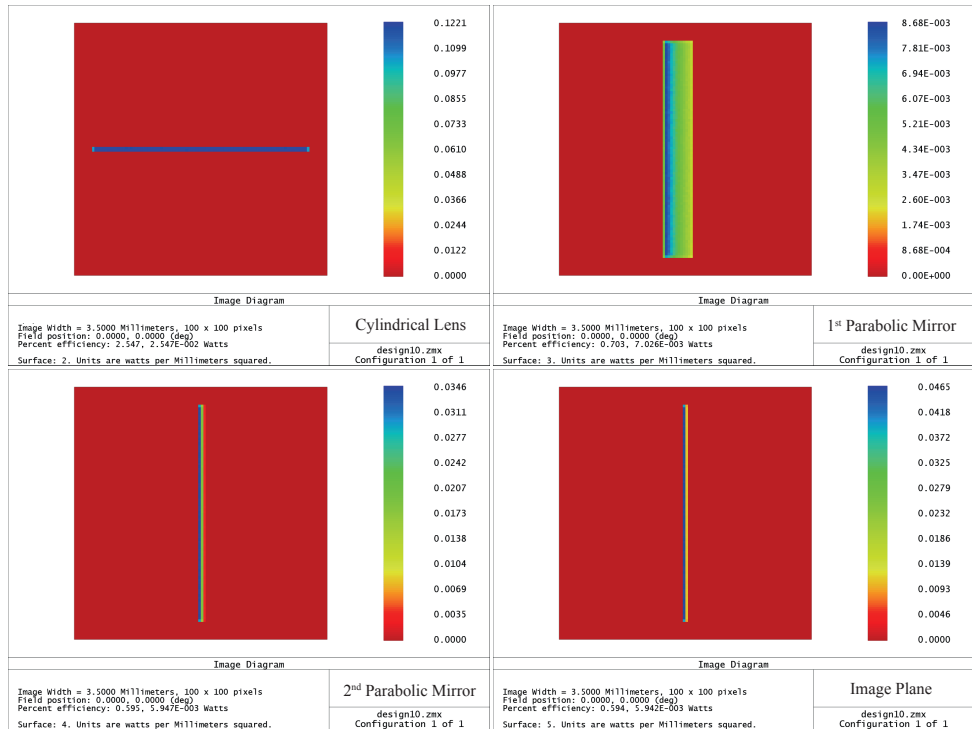 0.1221
0.1099
0.0977
0.0855
0.0733
0.0610
0.0488
0.0366
0.0244
0.0122
0.0000
Image Diagram
Image Width = 3.5000 Millimeters, 100 x 100 pixels
Field position: 0.0000, 0.0000 (deg)
Percent efficiency: 2.547, 2.547E-002 Watts
Surface: 2. Units are watts per Millimeters squared.
Cylindrical Lens
design10.zmx
Configuration 1 of 1
8.68E-003
7.81E-003
6.94E-003
6.07E-003
5.21E-003
4.34E-003
3.47E-003
2.60E-003
1.74E-003
8.68E-004
0.00E+000
Image Diagram
Image Width = 3.5000 Millimeters, 100 x 100 pixels
Field position: 0.0000, 0.0000 (deg)
Percent efficiency: 0.703, 7.026E-003 Watts
Surface: 3. Units are watts per Millimeters squared.
1st Parabolic Mirror
design10.zmx
Configuration 1 of 1
0.0346
0.0311
0.0277
0.0242
0.0207
0.0173
0.0138
0.0104
0.0069
0.0035
0.0000
Image Diagram
Image Width = 3.5000 Millimeters, 100 x 100 pixels
Field position: 0.0000, 0.0000 (deg)
Percent efficiency: 0.595, 5.947E-003 Watts
Surface: 4. Units are watts per Millimeters squared.
2nd Parabolic Mirror
design10.zmx
Configuration 1 of 1
0.0465
0.0418
0.0372
0.0325
0.0279
0.0232
0.0186
0.0139
0.0093
0.0046
0.0000
Image Diagram
Image Width = 3.5000 Millimeters, 100 x 100 pixels
Field position: 0.0000, 0.0000 (deg)
Percent efficiency: 0.594, 5.942E-003 Watts
Surface: 5. Units are watts per Millimeters squared.
Image Plane
design10.zmx
Configuration 1 of 1